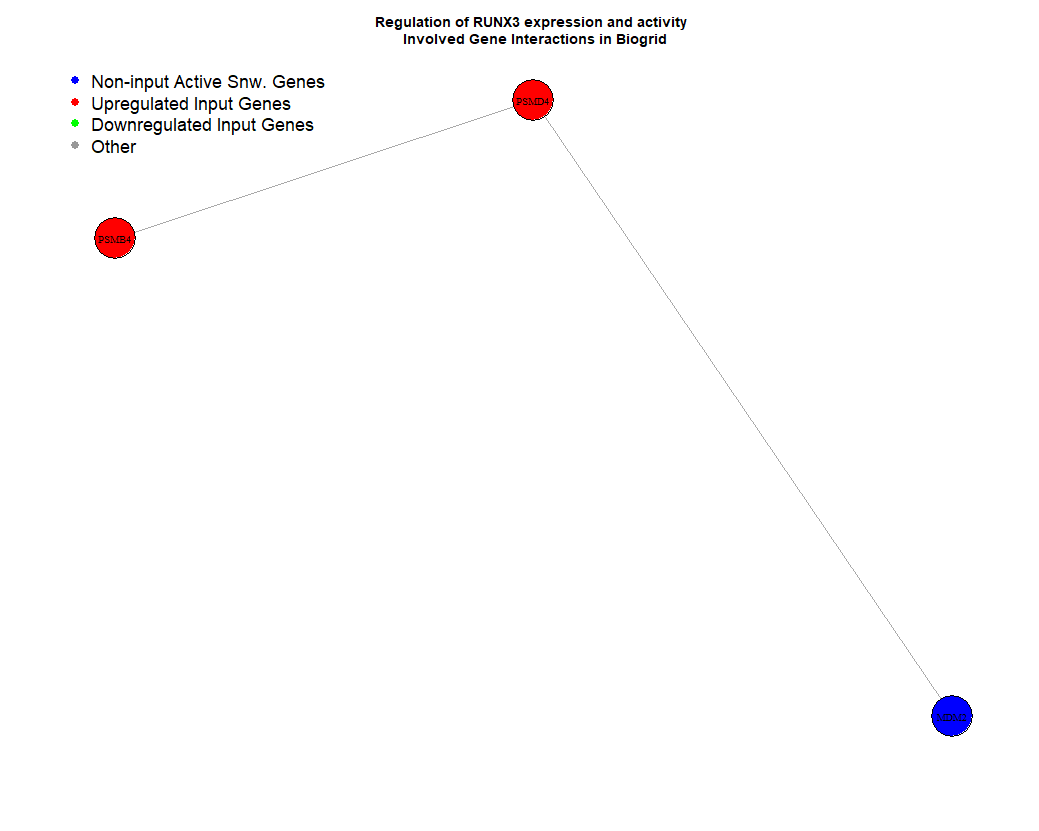 Regulation of RUNX3 expression and activity
Involved Gene Interactions in Biogrid
Non-input Active Snw. Genes
Upregulated Input Genes
Downregulated Input Genes
Other
PSMD4
PSMB4
MDM2